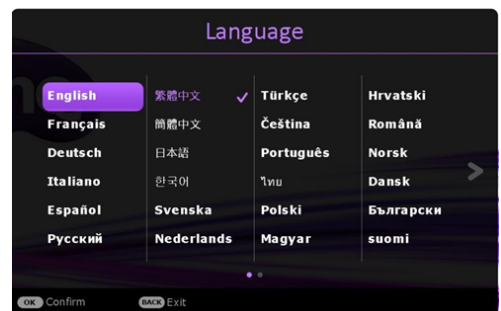 Language
English
Français
Deutsch
Italiano
Español
Русский
繁體中文
簡體中文
日本語
한국어
Svenska
Nederlands
Türkçe
Čeština
Português
ไทย
Polski
Magyar
Hrvatski
Română
Norsk
Dansk
Български
suomi
OK Confirm
BACK Exit